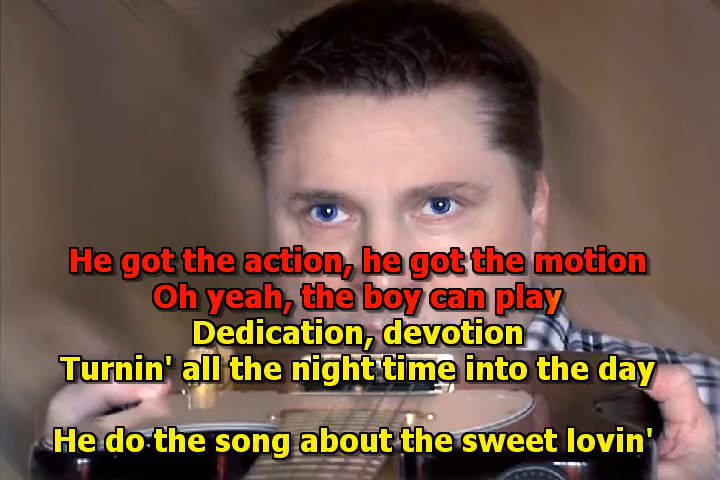 He got the action, he got the motion
Oh yeah, the boy can play
Dedication, devotion
Turnin' all the night time into the day
He do the song about the sweet lovin'